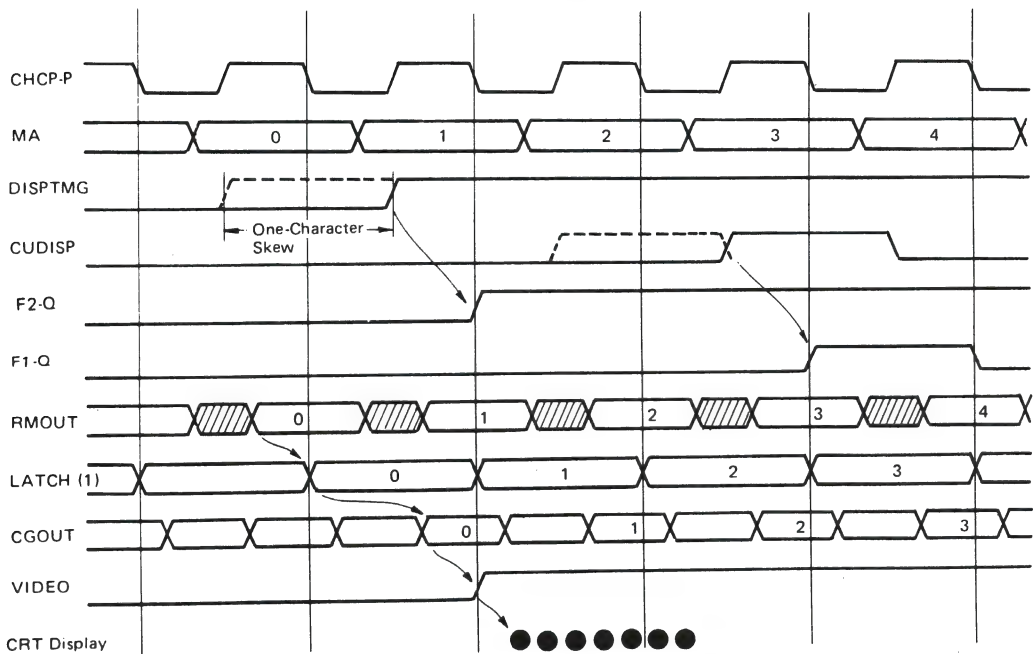 CHCP-P
MA 0 1 2 3 4
DISPTMG
One-Character
Skew
CUDISP
F2-Q
F1-Q
RMOUT 0 1 2 3 4
LATCH (1) 0 1 2 3
CGOUT 0 1 2 3
VIDEO
CRT Display